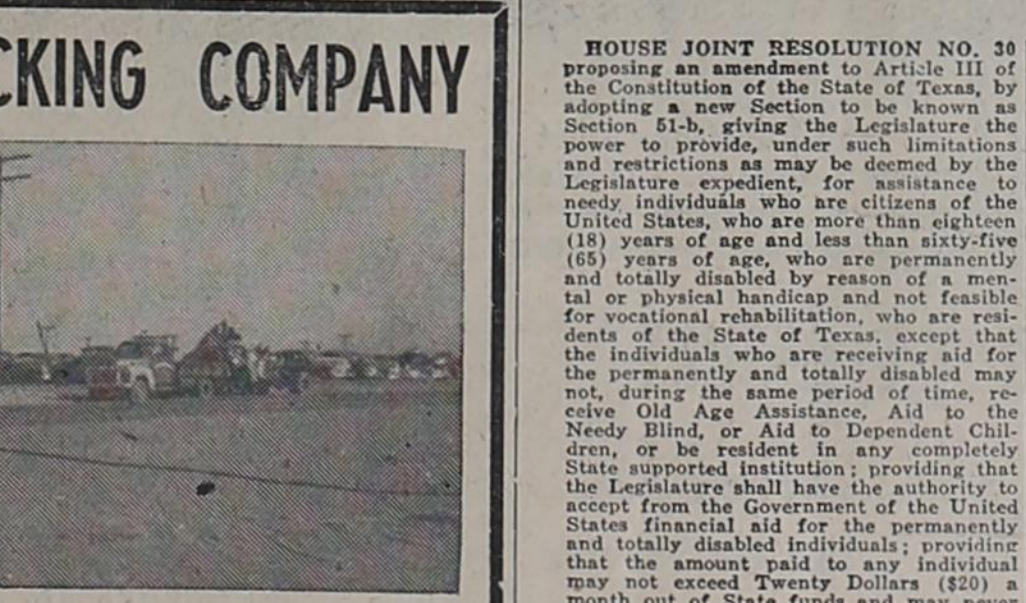 CKING COMPANY
HOUSE JOINT RESOLUTION NO. 30
proposing an amendment to Article III of
the Constitution of the State of Texas, by
adopting a new Section to be known as
Section 51-b, giving the Legislature the
power to provide, under such limitations
and restrictions as may be deemed by the
Legislature expedient, for assistance to
needy individuals who are citizens of the
United States, who are more than eighteen
(18) years of age and less than sixty-five
(65) years of age, who are permanently
and totally disabled by reason of a men-
tal or physical handicap and not feasible
for vocational rehabilitation, who are resi-
dents of the State of Texas, except that
the individuals who are receiving aid for
the permanently and totally disabled may
not, during the same period of time, re-
ceive Old Age Assistance, Aid to the
Needy Blind, or Aid to Dependent Chil-
dren, or be resident in any completely
State supported institution; providing that
the Legislature shall have the authority to
accept from the Government of the United
States financial aid for the permanently
and totally disabled individuals; providing
that the amount paid to any individual
may not exceed Twenty Dollars ($20) a
month out of State funds and may never